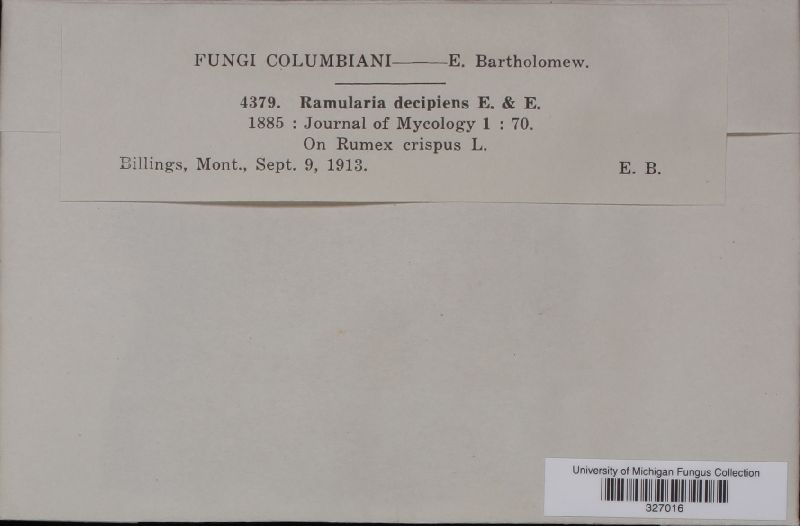 FUNGI COLUMBIANI——E. Bartholomew.
4379. Ramularia decipiens E. & E.
1885 : Journal of Mycology 1 : 70.
On Rumex crispus L.
Billings, Mont., Sept. 9, 1913. E. B.
University of Michigan Fungus Collection
327016